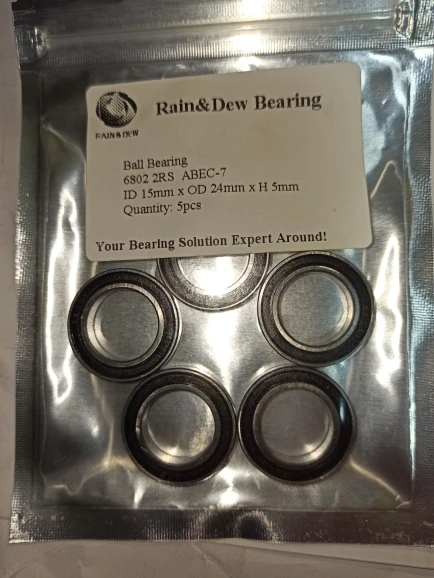 Rain&Dew Bearing
RAIN & DEW
Ball Bearing
6802 2RS ABEC-7
ID 15mm x OD 24mm x H 5mm
Quantity: 5pcs
Your Bearing Solution Expert Around!